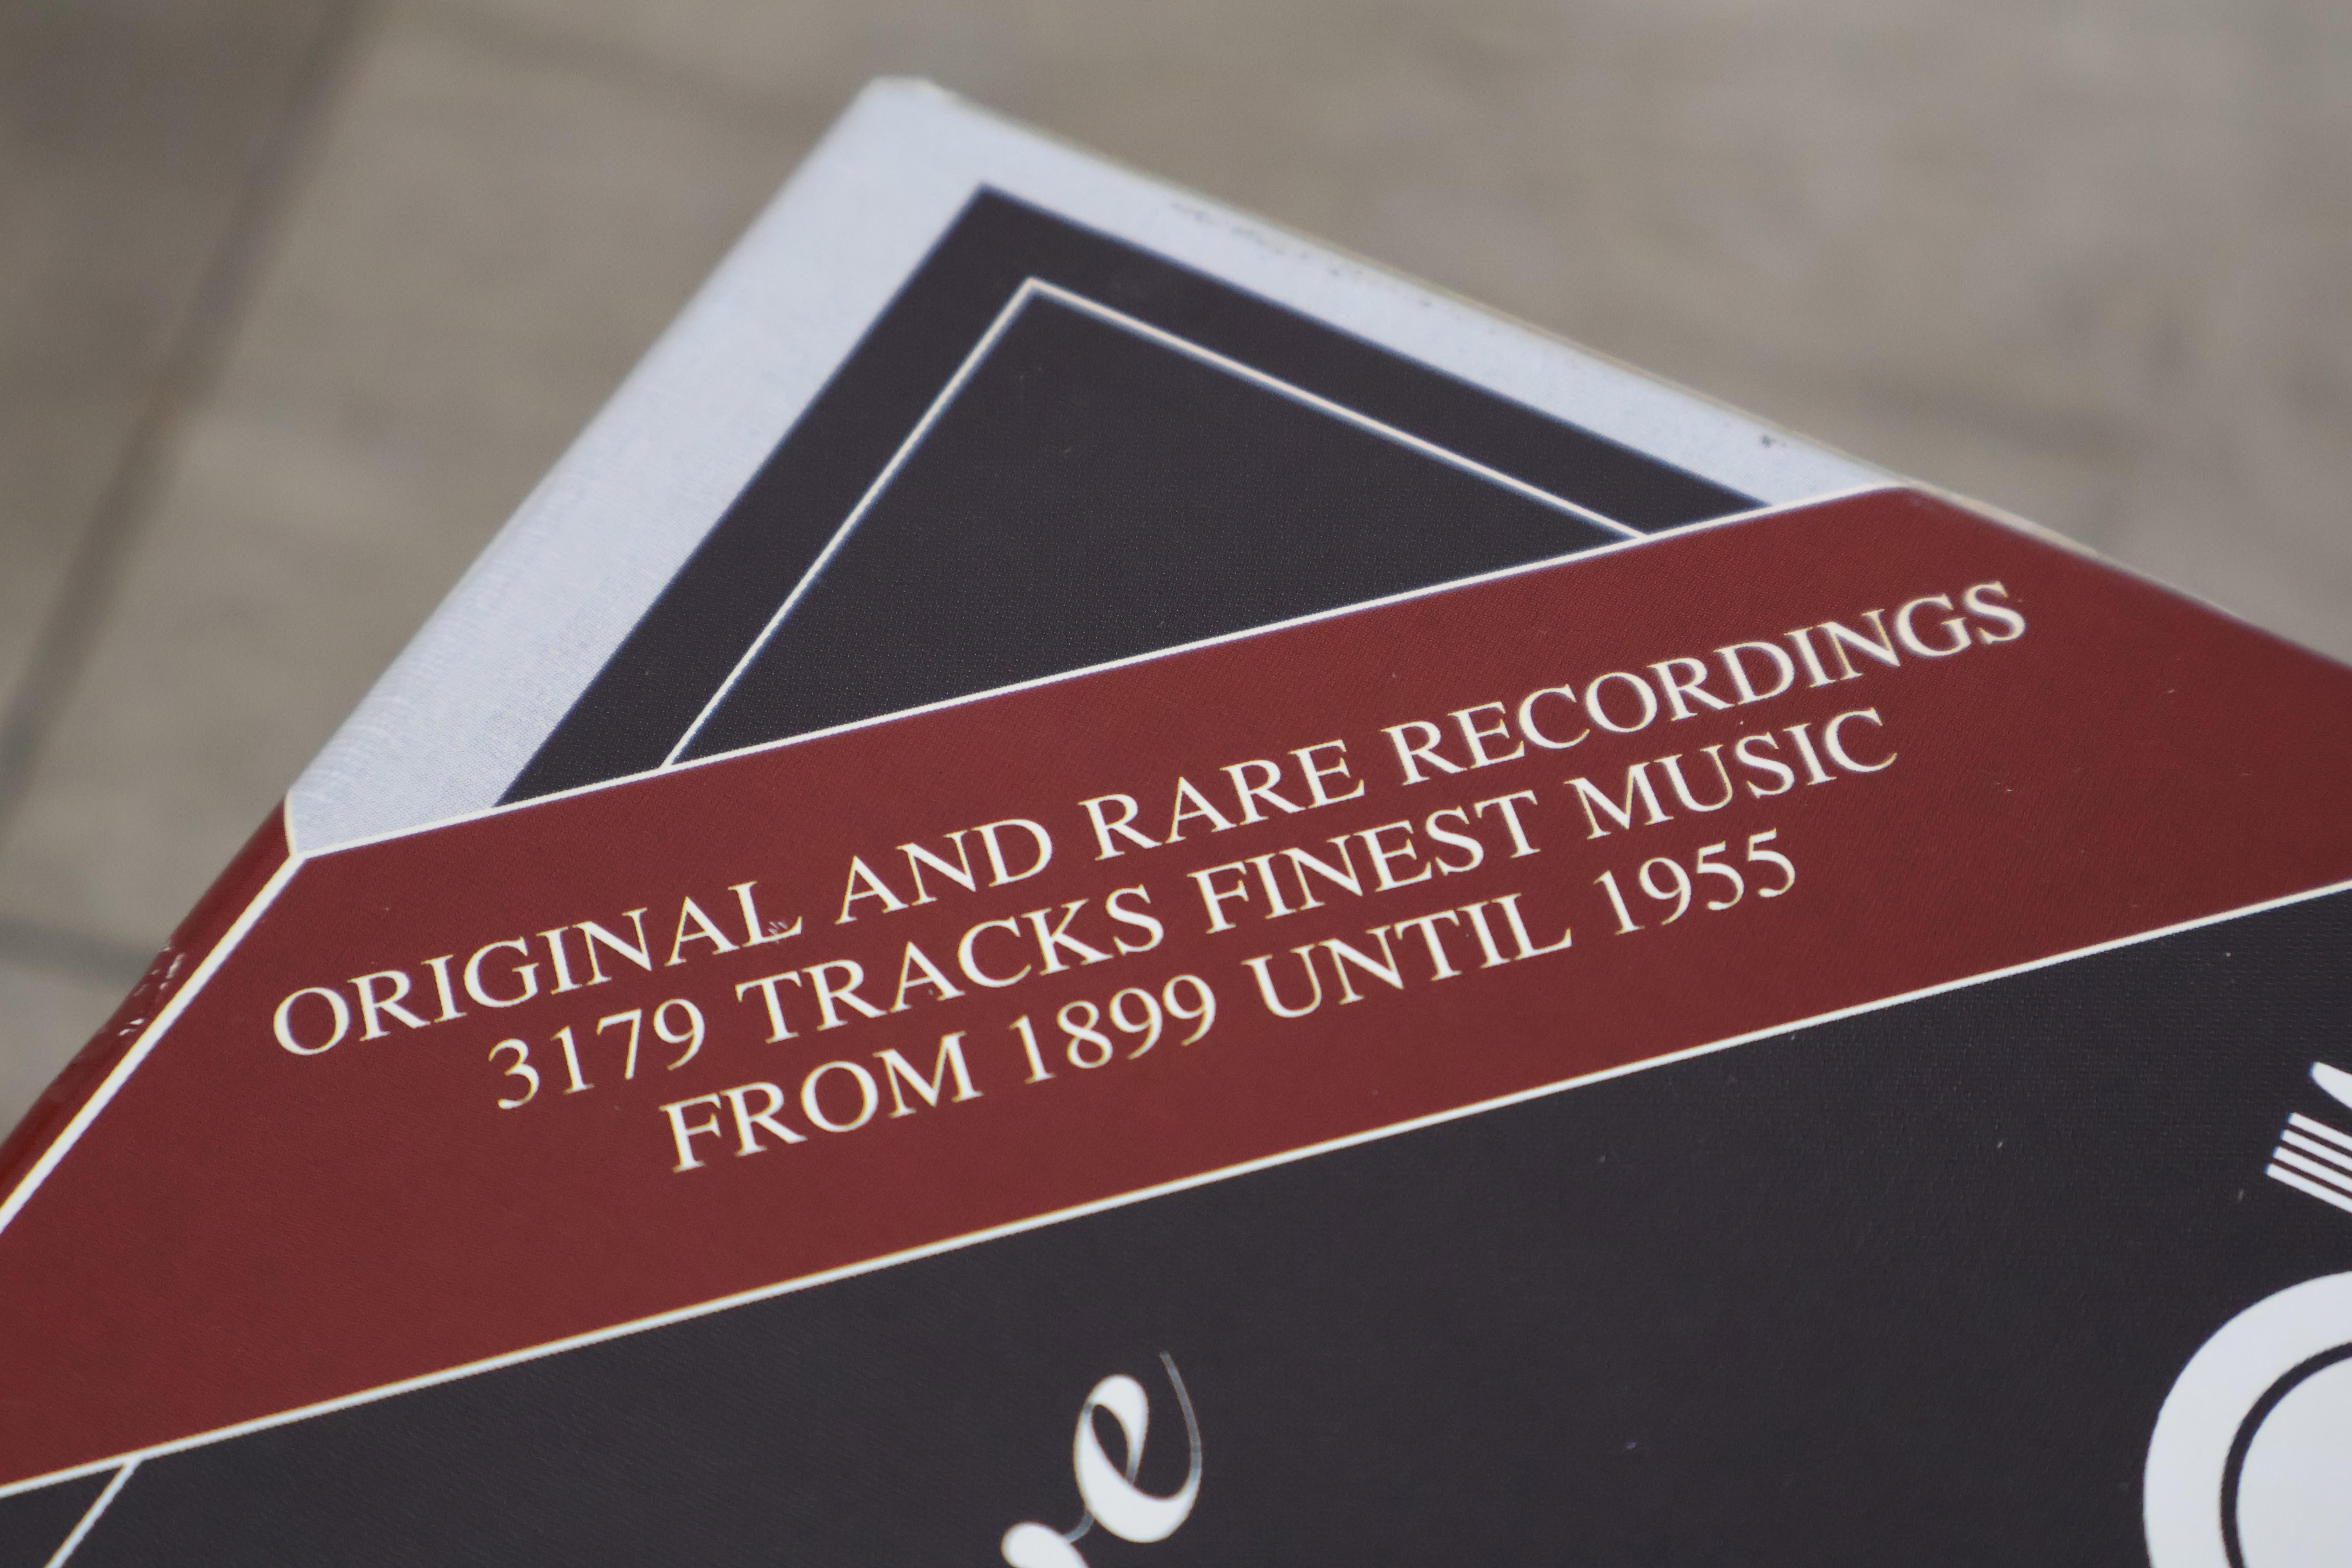 ORIGINAL AND RARE RECORDINGS
3179 TRACKS FINEST MUSIC
FROM 1899 UNTIL 1955